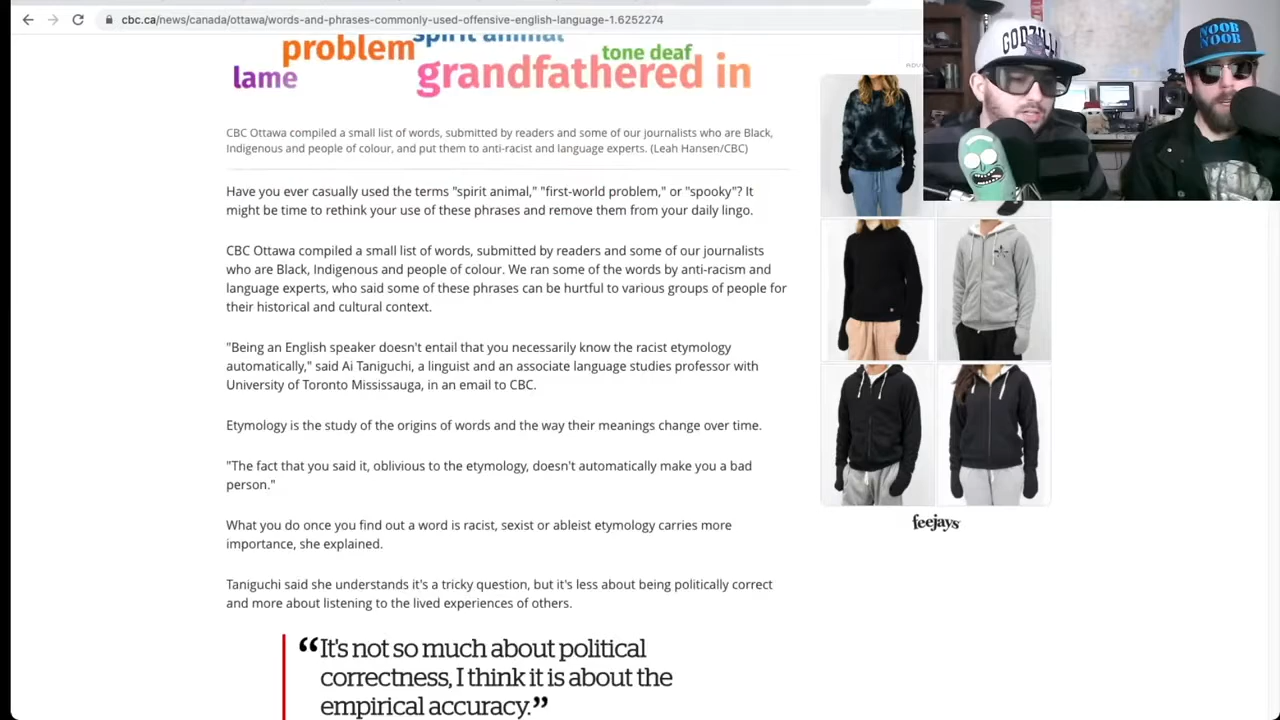 cbc.ca/news/canada/ottawa/words-and-phrases-commonly-used-offensive-english-language-1.6252274
problem spirit animal
tone deaf
lame grandfathered in
CBC Ottawa compiled a small list of words, submitted by readers and some of our journalists who are Black,
Indigenous and people of colour, and put them to anti-racist and language experts. (Leah Hansen/CBC)
Have you ever casually used the terms "spirit animal," "first-world problem," or "spooky"? It
might be time to rethink your use of these phrases and remove them from your daily lingo.
CBC Ottawa compiled a small list of words, submitted by readers and some of our journalists
who are Black, Indigenous and people of colour. We ran some of the words by anti-racism and
language experts, who said some of these phrases can be hurtful to various groups of people for
their historical and cultural context.
"Being an English speaker doesn't entail that you necessarily know the racist etymology
automatically," said Ai Taniguchi, a linguist and an associate language studies professor with
University of Toronto Mississauga, in an email to CBC.
Etymology is the study of the origins of words and the way their meanings change over time.
"The fact that you said it, oblivious to the etymology, doesn't automatically make you a bad
person."
What you do once you find out a word is racist, sexist or ableist etymology carries more
importance, she explained.
Taniguchi said she understands it's a tricky question, but it's less about being politically correct
and more about listening to the lived experiences of others.
“It's not so much about political
correctness, I think it is about the
empirical accuracy.”
feejays
GODZILLA
NOOB
NOOB